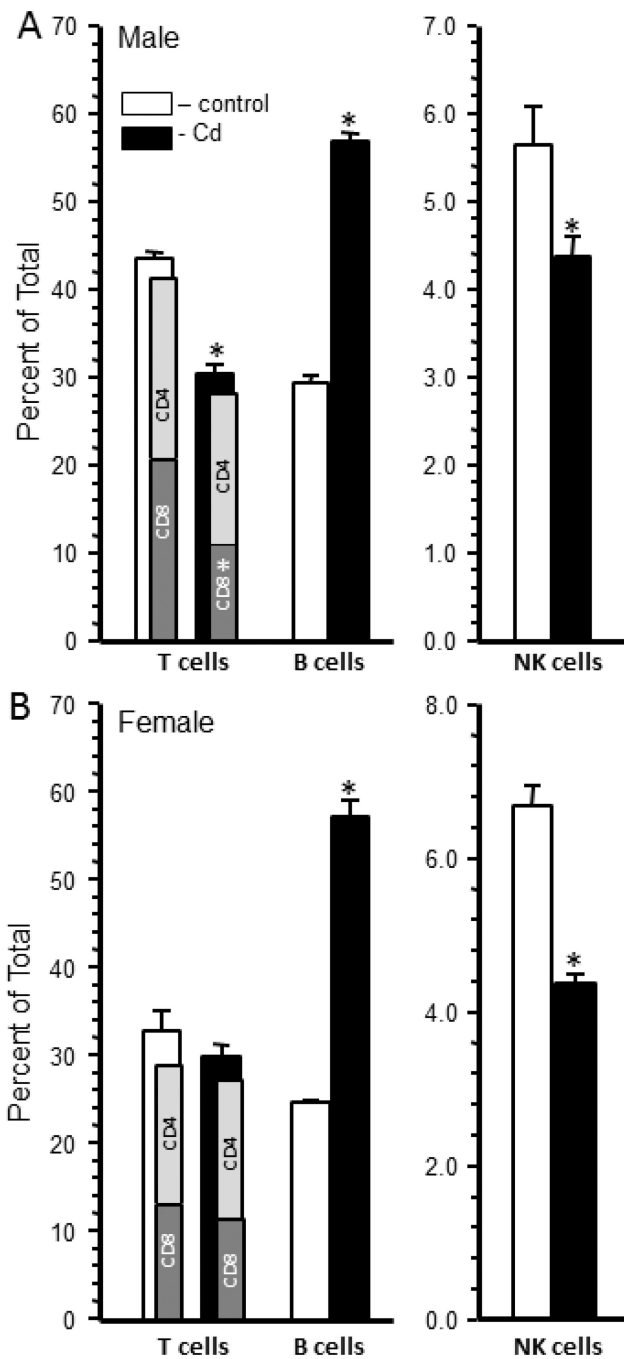 A
Male
– control
- Cd
Percent of Total
70
60
50
40
30
20
10
0
CD4
CD8
*
CD4
CD8 *
*
T cells
B cells
7.0
6.0
5.0
4.0
3.0
2.0
1.0
0.0
*
NK cells
B
Female
Percent of Total
70
60
50
40
30
20
10
0
CD4
CD8
CD4
CD8
*
T cells
B cells
8.0
6.0
4.0
2.0
0.0
*
NK cells